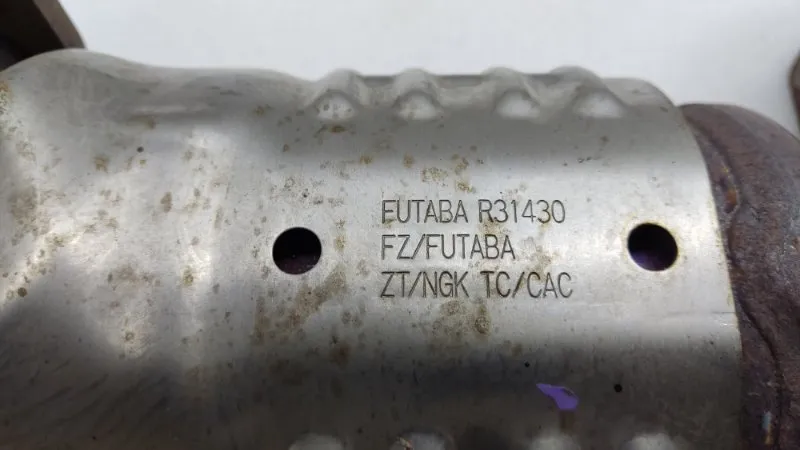 FUTABA R31430
FZ/FUTABA
ZT/NGK TC/CAC